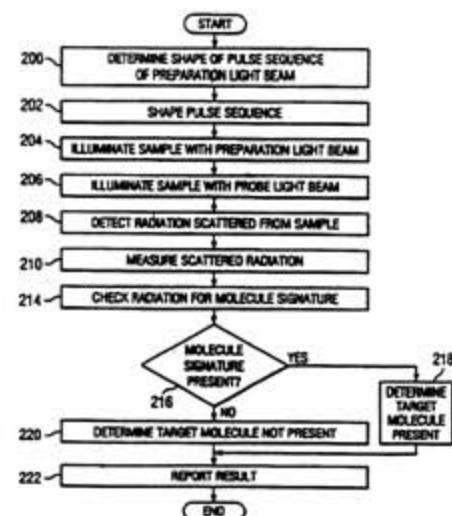 START
200
DETERMINE SHAPE OF PULSE SEQUENCE
OF PREPARATION LIGHT BEAM
202
SHAPE PULSE SEQUENCE
204
ILLUMINATE SAMPLE WITH PREPARATION LIGHT BEAM
206
ILLUMINATE SAMPLE WITH PROBE LIGHT BEAM
208
DETECT RADIATION SCATTERED FROM SAMPLE
210
MEASURE SCATTERED RADIATION
214
CHECK RADIATION FOR MOLECULE SIGNATURE
MOLECULE
SIGNATURE
PRESENT?
216
YES
NO
218
DETERMINE
TARGET
MOLECULE
PRESENT
220
DETERMINE TARGET MOLECULE NOT PRESENT
222
REPORT RESULT
END